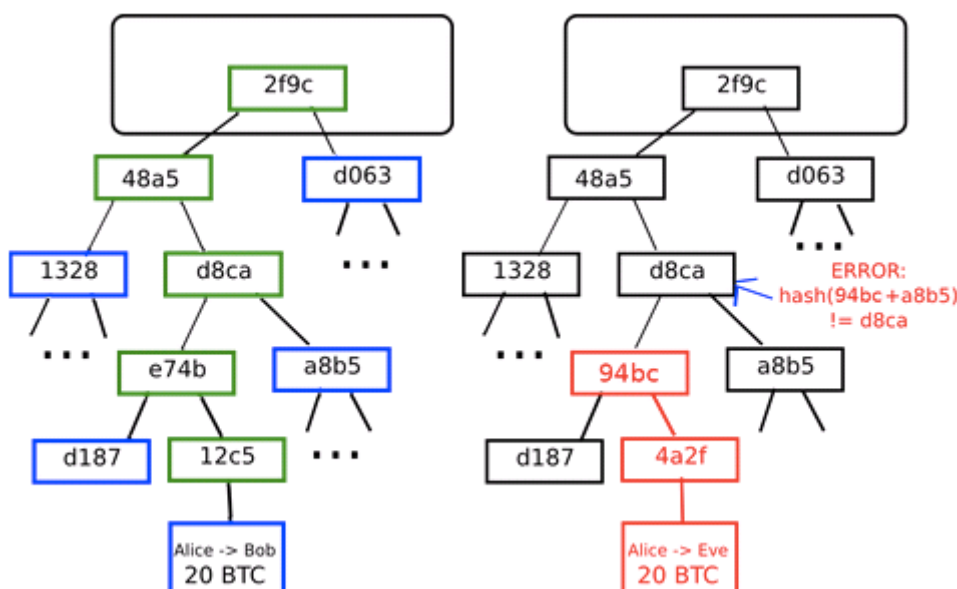 2f9c
48a5
d063
1328
d8ca
...
...
e74b
a8b5
d187
12c5
...
Alice -> Bob
20 BTC
2f9c
48a5
d063
...
1328
d8ca
ERROR:
hash(94bc+a8b5)
!= d8ca
...
94bc
a8b5
d187
4a2f
Alice -> Eve
20 BTC